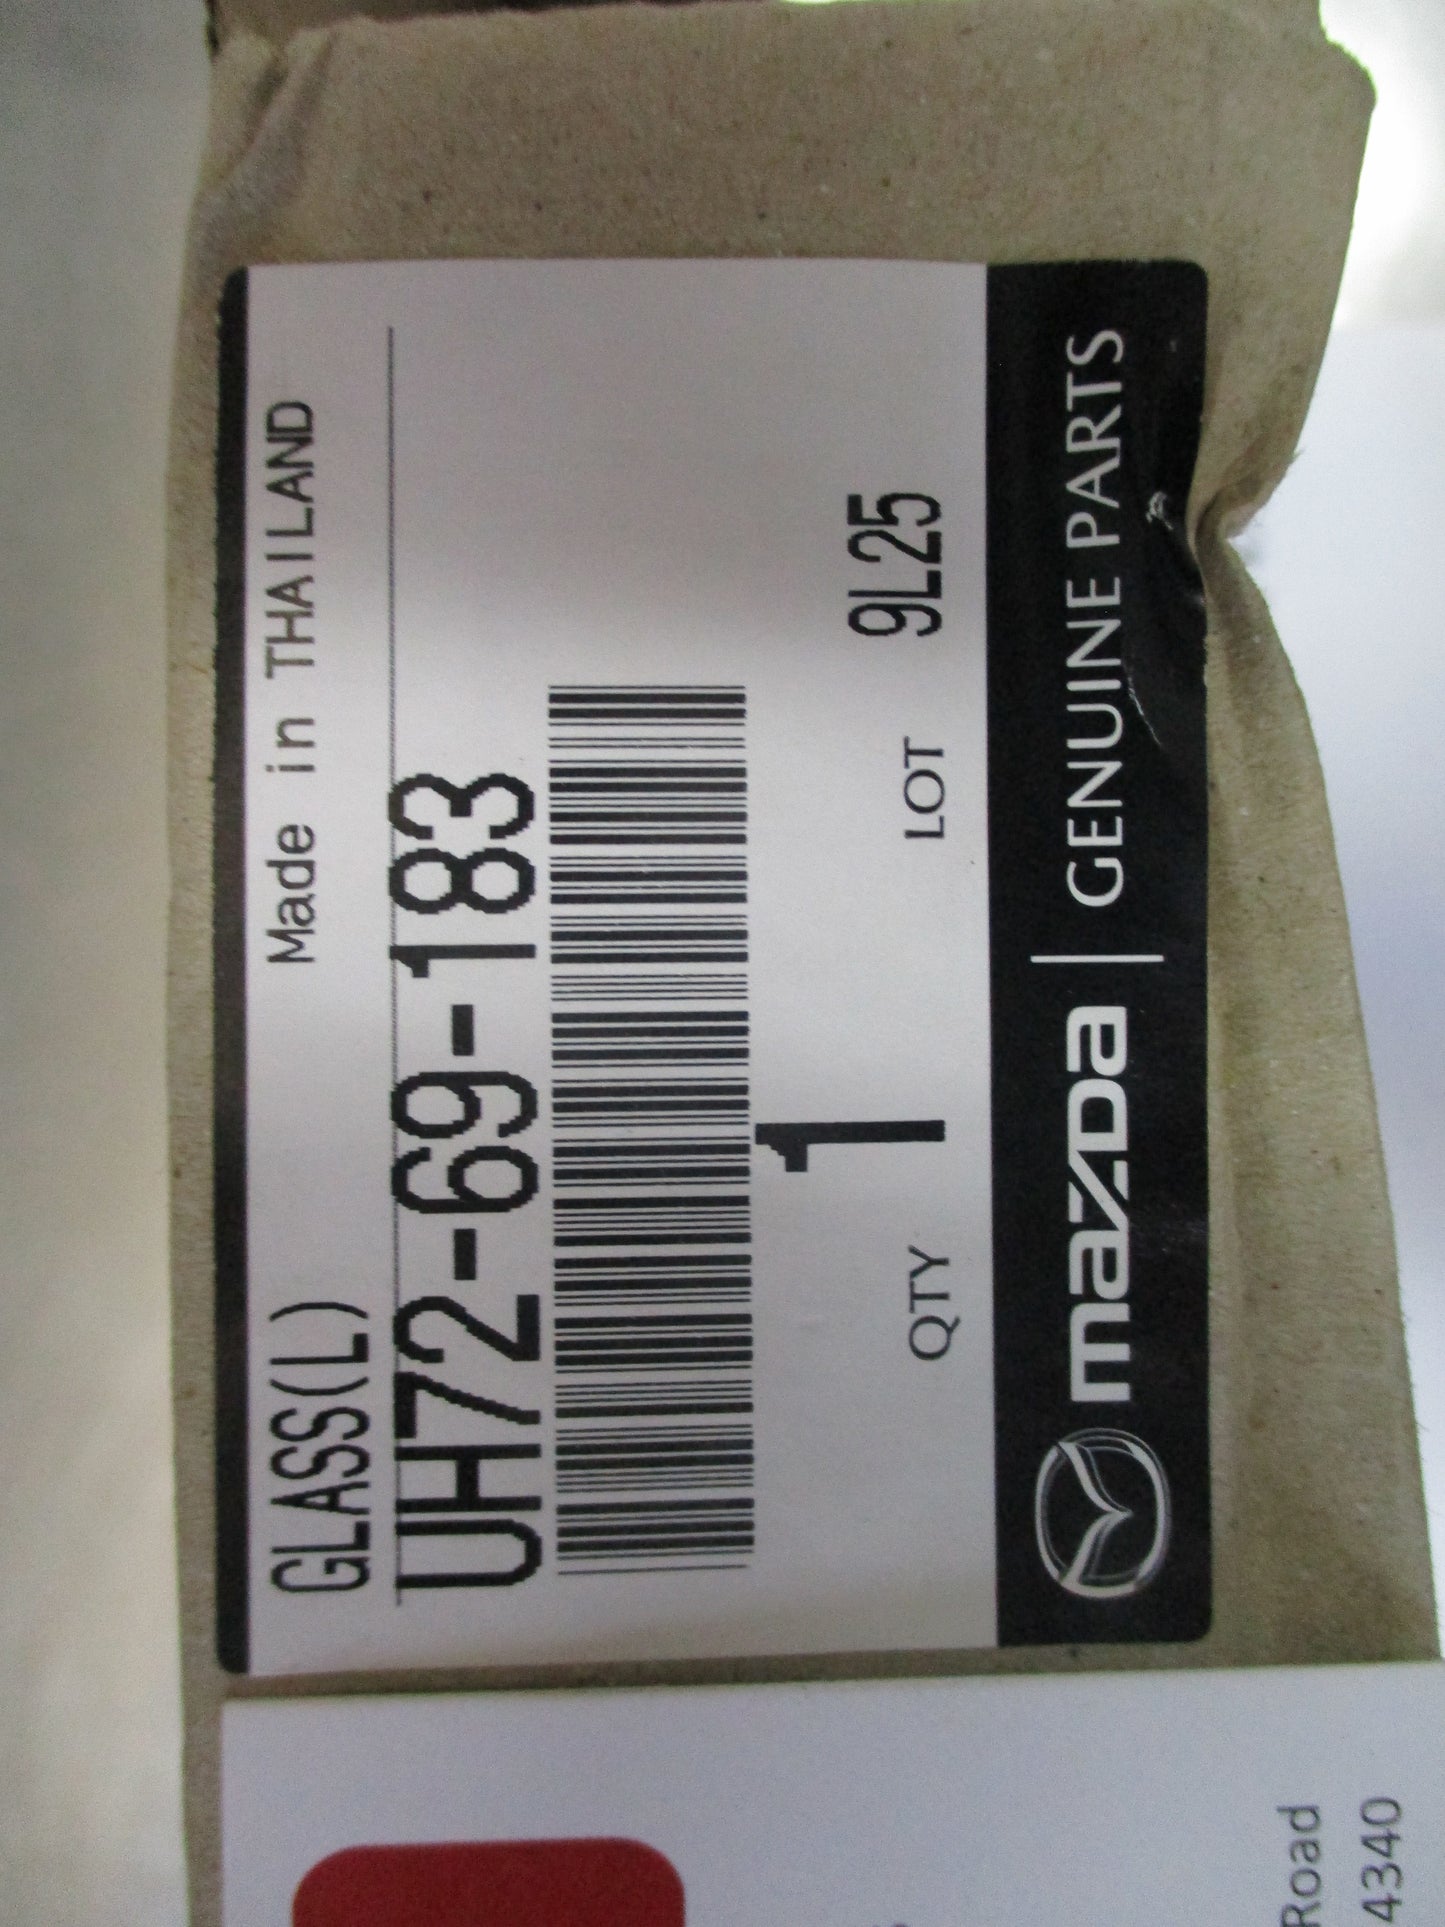 Made in THAILAND
GLASS(L)
UH72-69-183
QTY 1 LOT 9L25
mazda | GENUINE PARTS
Road
4340